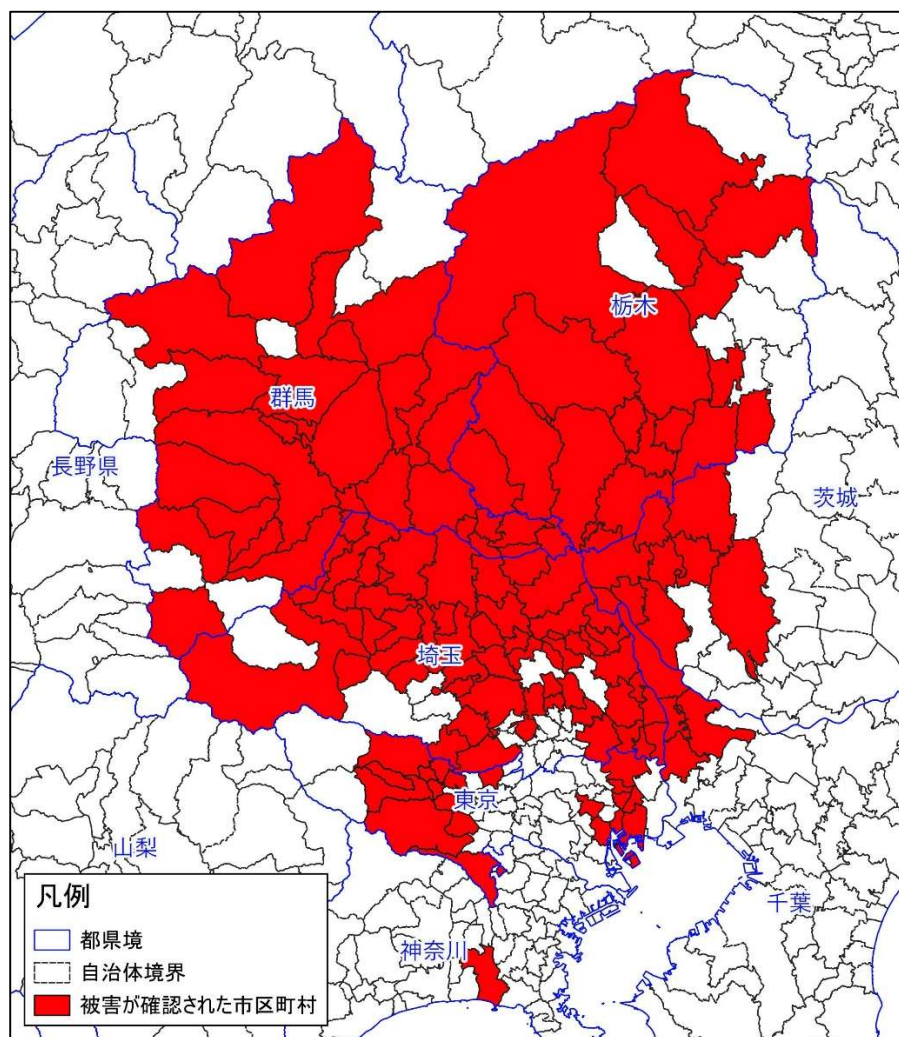 栃木
群馬
長野県
茨城
埼玉
東京
山梨
千葉
神奈川
凡例
都県境
自治体境界
被害が確認された市区町村